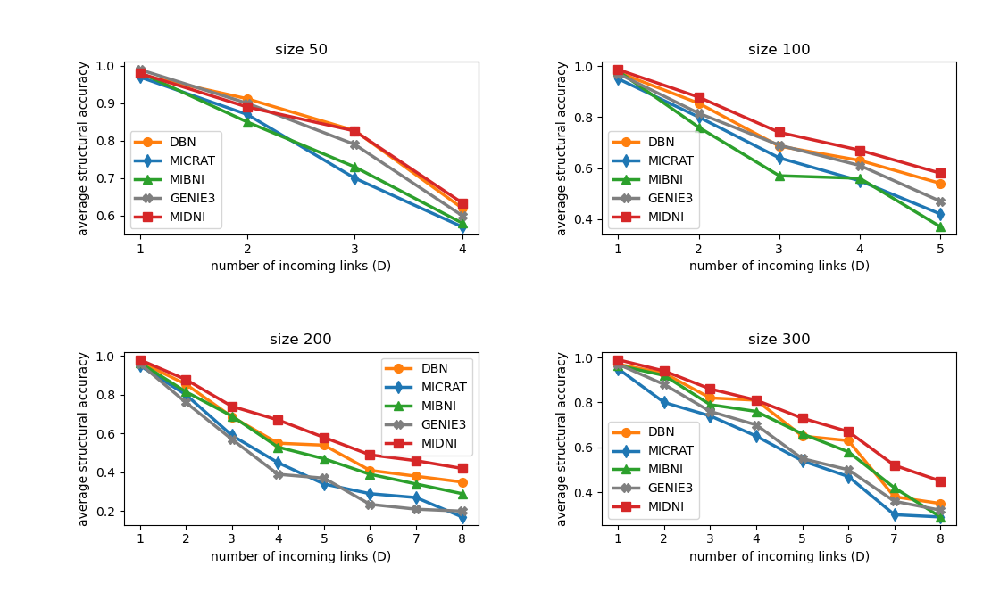 size 50
average structural accuracy
1.0
0.9
0.8
0.7
0.6
DBN
MICRAT
MIBNI
GENIE3
MIDNI
1 2 3 4
number of incoming links (D)
size 100
average structural accuracy
1.0
0.8
0.6
0.4
DBN
MICRAT
MIBNI
GENIE3
MIDNI
1 2 3 4 5
number of incoming links (D)
size 200
average structural accuracy
1.0
0.8
0.6
0.4
0.2
DBN
MICRAT
MIBNI
GENIE3
MIDNI
1 2 3 4 5 6 7 8
number of incoming links (D)
size 300
average structural accuracy
1.0
0.8
0.6
0.4
DBN
MICRAT
MIBNI
GENIE3
MIDNI
1 2 3 4 5 6 7 8
number of incoming links (D)